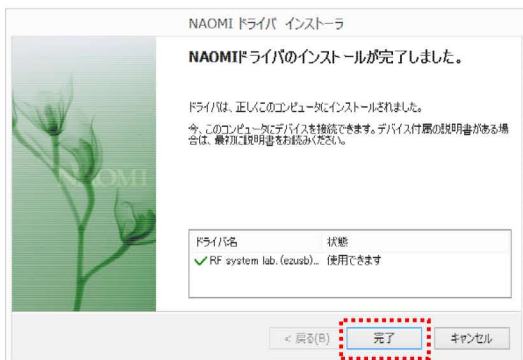 NAOMI ドライバ インストーラ
NAOMIドライバのインストールが完了しました。
ドライバは、正しくこのコンピュータにインストールされました。
今、このコンピュータにデバイスを接続できます。デバイス付属の説明書がある場
合は、最初に説明書をお読みください。
NAOMI
ドライバ名 状態
RF system lab. (ezusb)... 使用できます
< 戻る(B) 完了 キャンセル